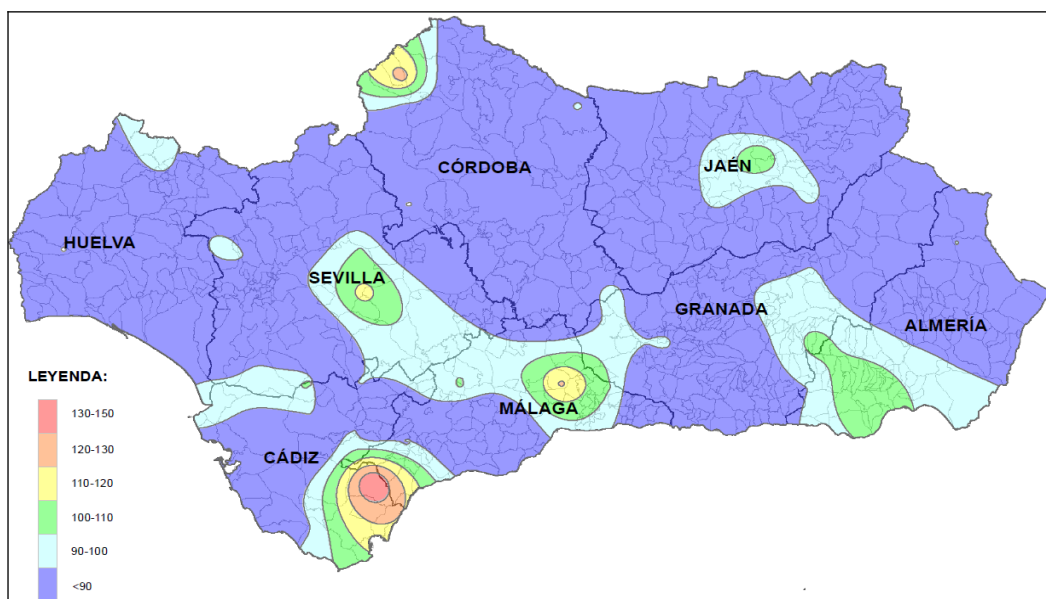 CÓRDOBA
JAÉN
HUELVA
SEVILLA
GRANADA
ALMERÍA
MÁLAGA
CÁDIZ
LEYENDA:
130-150
120-130
110-120
100-110
90-100
<90